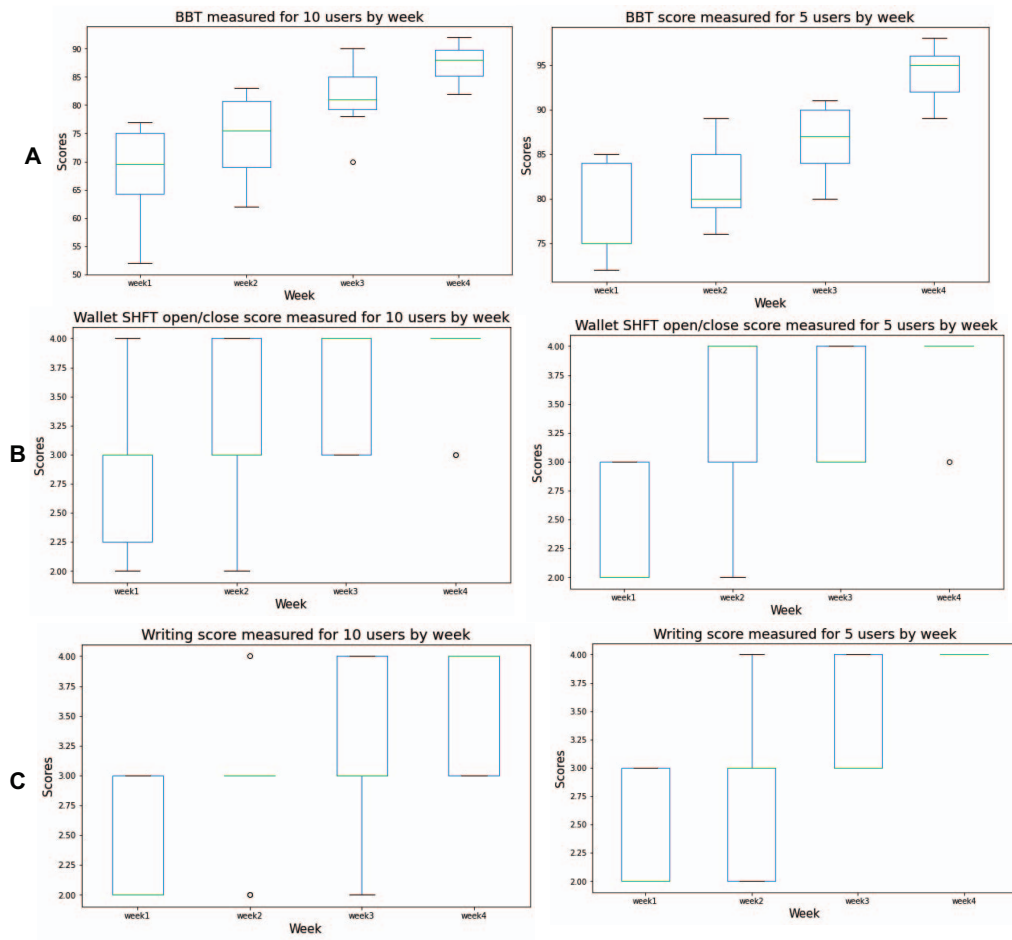 BBT measured for 10 users by week
90
85
80
75
70
65
60
55
50
Scores
week1 week2 week3 week4
Week
A
BBT score measured for 5 users by week
95
90
85
80
75
Scores
week1 week2 week3 week4
Week
Wallet SHFT open/close score measured for 10 users by week
4.00
3.75
3.50
3.25
3.00
2.75
2.50
2.25
2.00
Scores
week1 week2 week3 week4
Week
B
Wallet SHFT open/close score measured for 5 users by week
4.00
3.75
3.50
3.25
3.00
2.75
2.50
2.25
2.00
Scores
week1 week2 week3 week4
Week
Writing score measured for 10 users by week
4.00
3.75
3.50
3.25
3.00
2.75
2.50
2.25
2.00
Scores
week1 week2 week3 week4
Week
C
Writing score measured for 5 users by week
4.00
3.75
3.50
3.25
3.00
2.75
2.50
2.25
2.00
Scores
week1 week2 week3 week4
Week